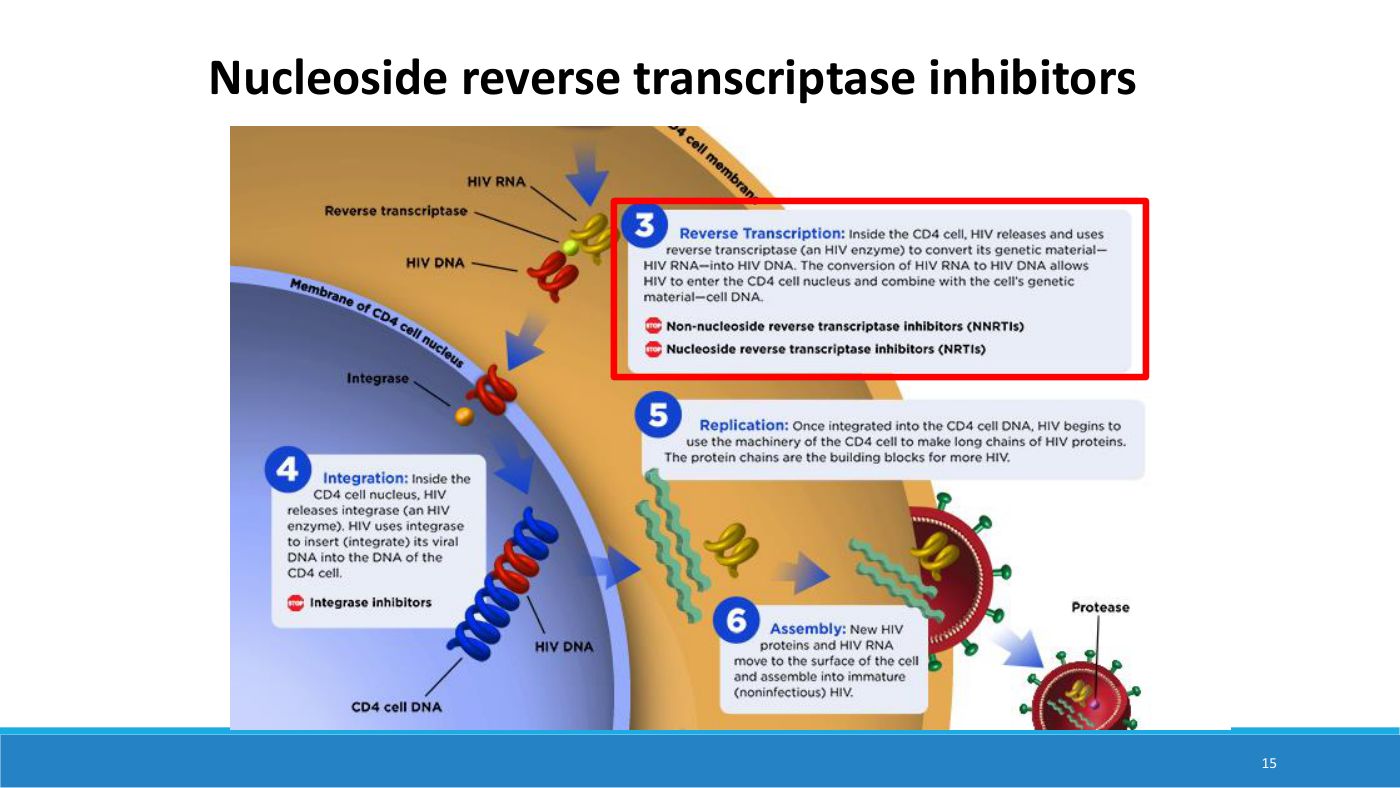 Nucleoside reverse transcriptase inhibitors
CD4 cell membrane
HIV RNA
Reverse transcriptase
HIV DNA
Membrane of CD4 cell nucleus
Integrase
3
Reverse Transcription: Inside the CD4 cell, HIV releases and uses
reverse transcriptase (an HIV enzyme) to convert its genetic material—
HIV RNA—into HIV DNA. The conversion of HIV RNA to HIV DNA allows
HIV to enter the CD4 cell nucleus and combine with the cell's genetic
material—cell DNA.
STOP Non-nucleoside reverse transcriptase inhibitors (NNRTIs)
STOP Nucleoside reverse transcriptase inhibitors (NRTIs)
4
Integration: Inside the
CD4 cell nucleus, HIV
releases integrase (an HIV
enzyme). HIV uses integrase
to insert (integrate) its viral
DNA into the DNA of the
CD4 cell.
STOP Integrase inhibitors
HIV DNA
CD4 cell DNA
5
Replication: Once integrated into the CD4 cell DNA, HIV begins to
use the machinery of the CD4 cell to make long chains of HIV proteins.
The protein chains are the building blocks for more HIV.
6
Assembly: New HIV
proteins and HIV RNA
move to the surface of the cell
and assemble into immature
(noninfectious) HIV.
Protease
15